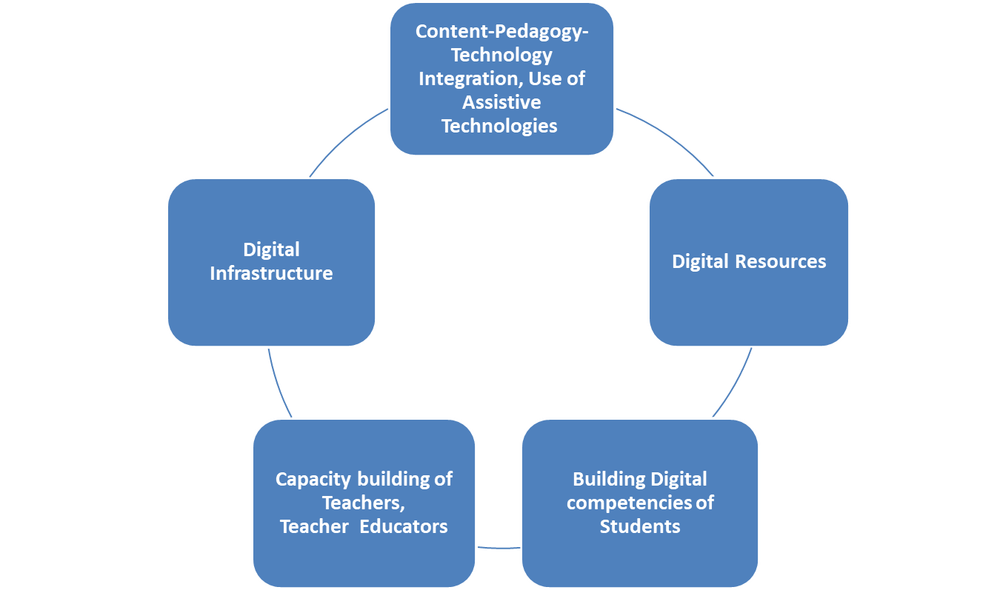 Content-Pedagogy-
Technology
Integration, Use of
Assistive
Technologies
Digital
Infrastructure
Digital Resources
Capacity building of
Teachers,
Teacher  Educators
Building Digital
competencies of
Students